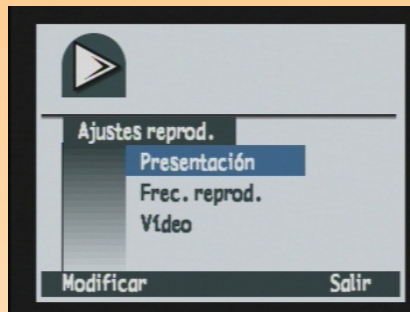 Ajustes reprod.
Presentación
Frec. reprod.
Vídeo
Modificar Salir